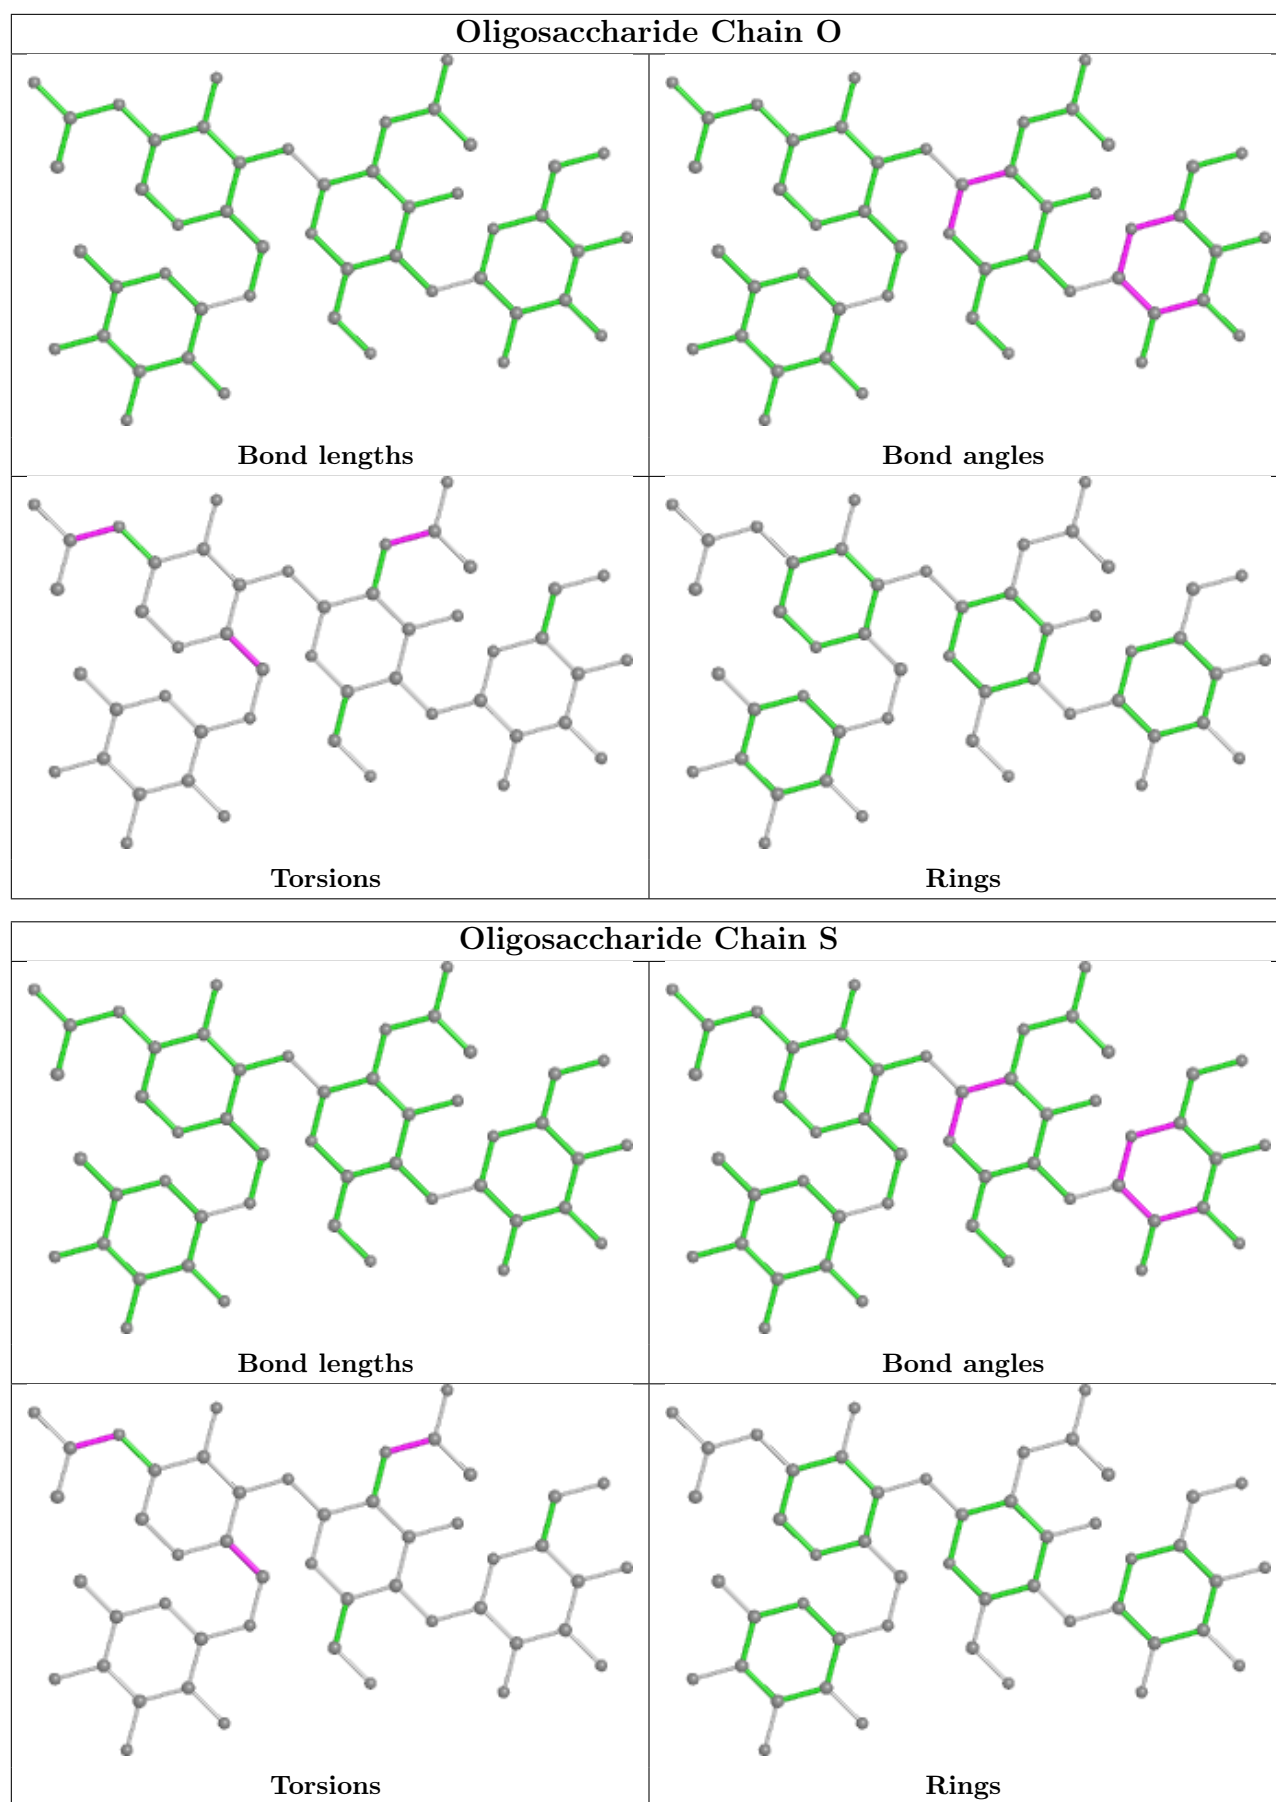 Oligosaccharide Chain O
Bond lengths
Bond angles
Torsions
Rings
Oligosaccharide Chain S
Bond lengths
Bond angles
Torsions
Rings